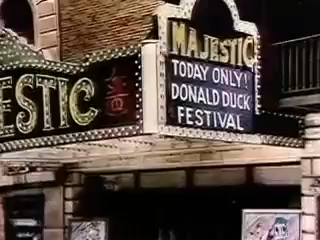 MAJESTIC
TODAY ONLY!
DONALD DUCK
FESTIVAL
ESTIC